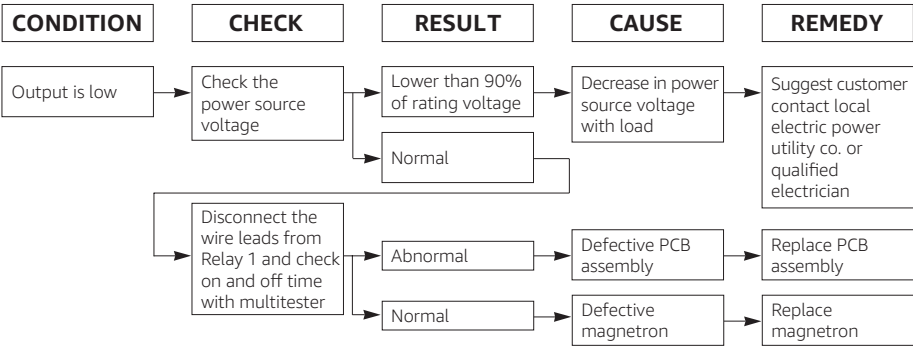 CONDITION
CHECK
RESULT
CAUSE
REMEDY
Output is low
Check the
power source
voltage
Lower than 90%
of rating voltage
Decrease in power
source voltage
with load
Suggest customer
contact local
electric power
utility co. or
qualified
electrician
Normal
Disconnect the
wire leads from
Relay 1 and check
on and off time
with multitester
Abnormal
Defective PCB
assembly
Replace PCB
assembly
Normal
Defective
magnetron
Replace
magnetron